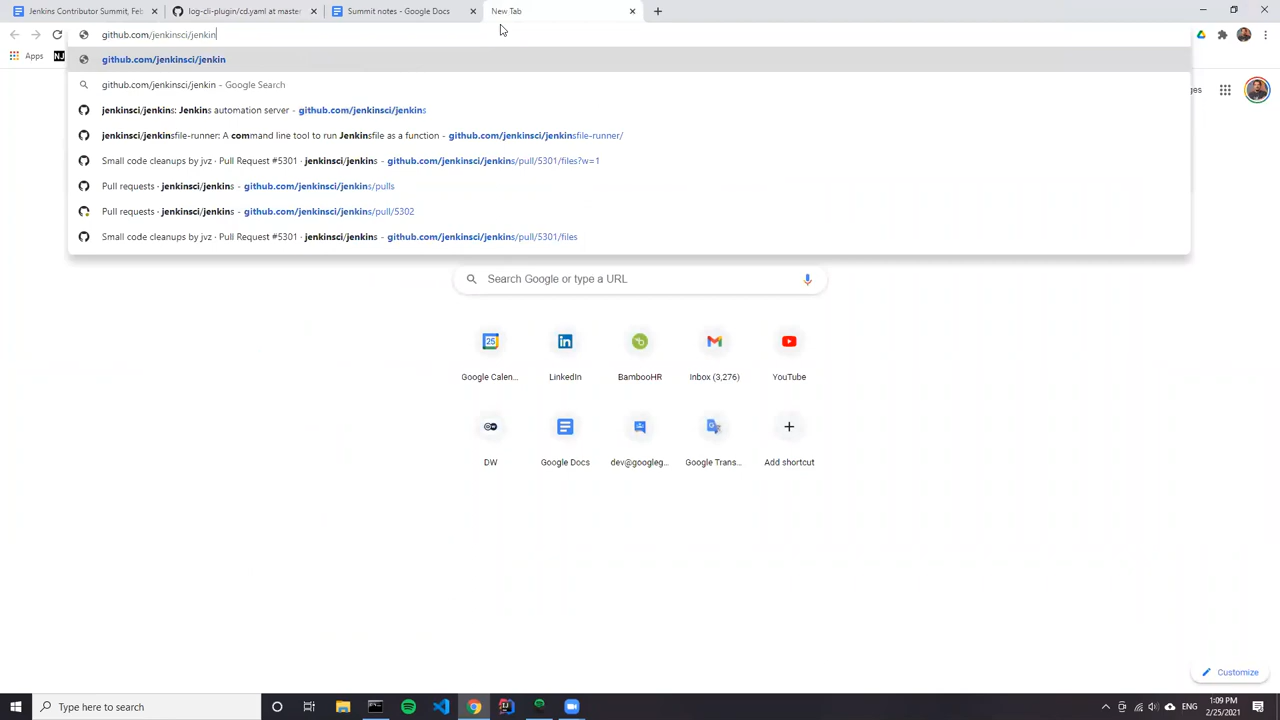 Jenkins Contributor Summit, Feb
log-cli-plugin/cd.yaml at master
Summit notes - Google Docs
New Tab
github.com/jenkinsci/jenkin
Apps
NJ
ges
github.com/jenkinsci/jenkin
github.com/jenkinsci/jenkin - Google Search
jenkinsci/jenkins: Jenkins automation server - github.com/jenkinsci/jenkins
jenkinsci/jenkinsfile-runner: A command line tool to run Jenkinsfile as a function - github.com/jenkinsci/jenkinsfile-runner/
Small code cleanups by jvz · Pull Request #5301 · jenkinsci/jenkins - github.com/jenkinsci/jenkins/pull/5301/files?w=1
Pull requests · jenkinsci/jenkins - github.com/jenkinsci/jenkins/pulls
Pull requests · jenkinsci/jenkins - github.com/jenkinsci/jenkins/pull/5302
Small code cleanups by jvz · Pull Request #5301 · jenkinsci/jenkins - github.com/jenkinsci/jenkins/pull/5301/files
Search Google or type a URL
25
Google Calen...
LinkedIn
BambooHR
Inbox (3,276)
YouTube
DW
Google Docs
dev@googleg...
Google Trans...
Add shortcut
Customize
Type here to search
ENG
1:09 PM
2/25/2021